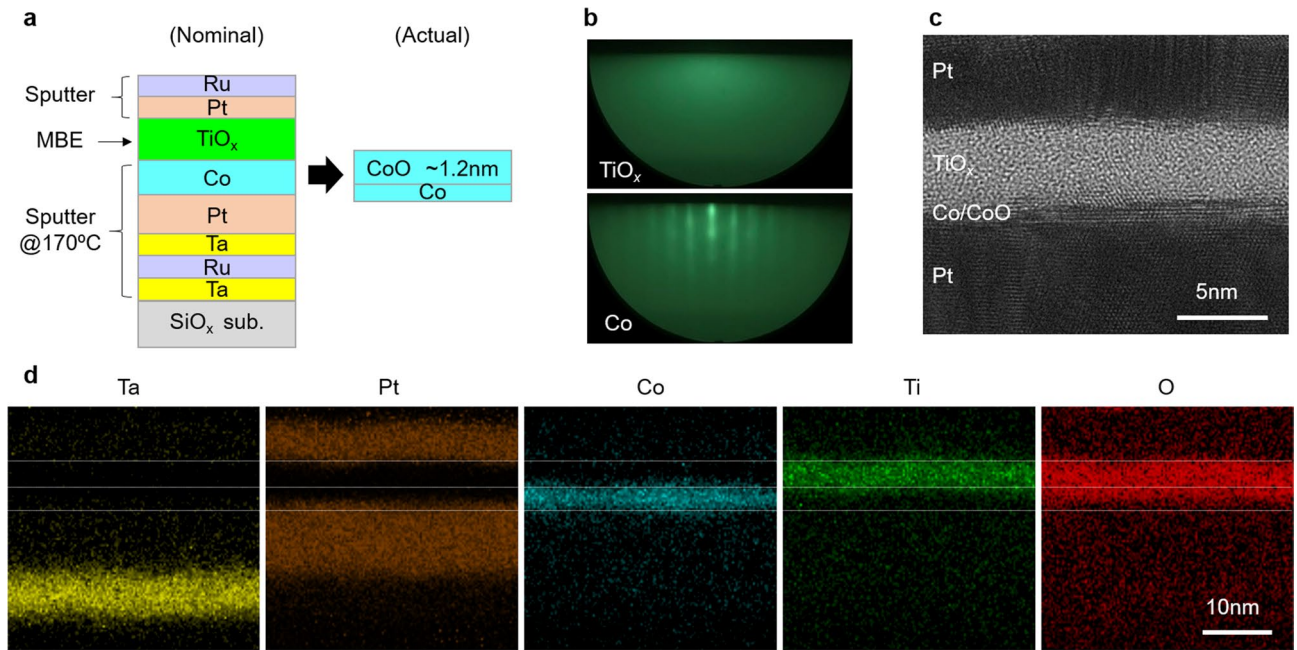 a
(Nominal)
(Actual)
Sputter
MBE
Sputter
@170ºC
Ru
Pt
TiOx
Co
Pt
Ta
Ru
Ta
SiOx sub.
CoO ~1.2nm
Co
b
TiOx
Co
c
Pt
TiOx
Co/CoO
Pt
5nm
d
Ta
Pt
Co
Ti
O
10nm